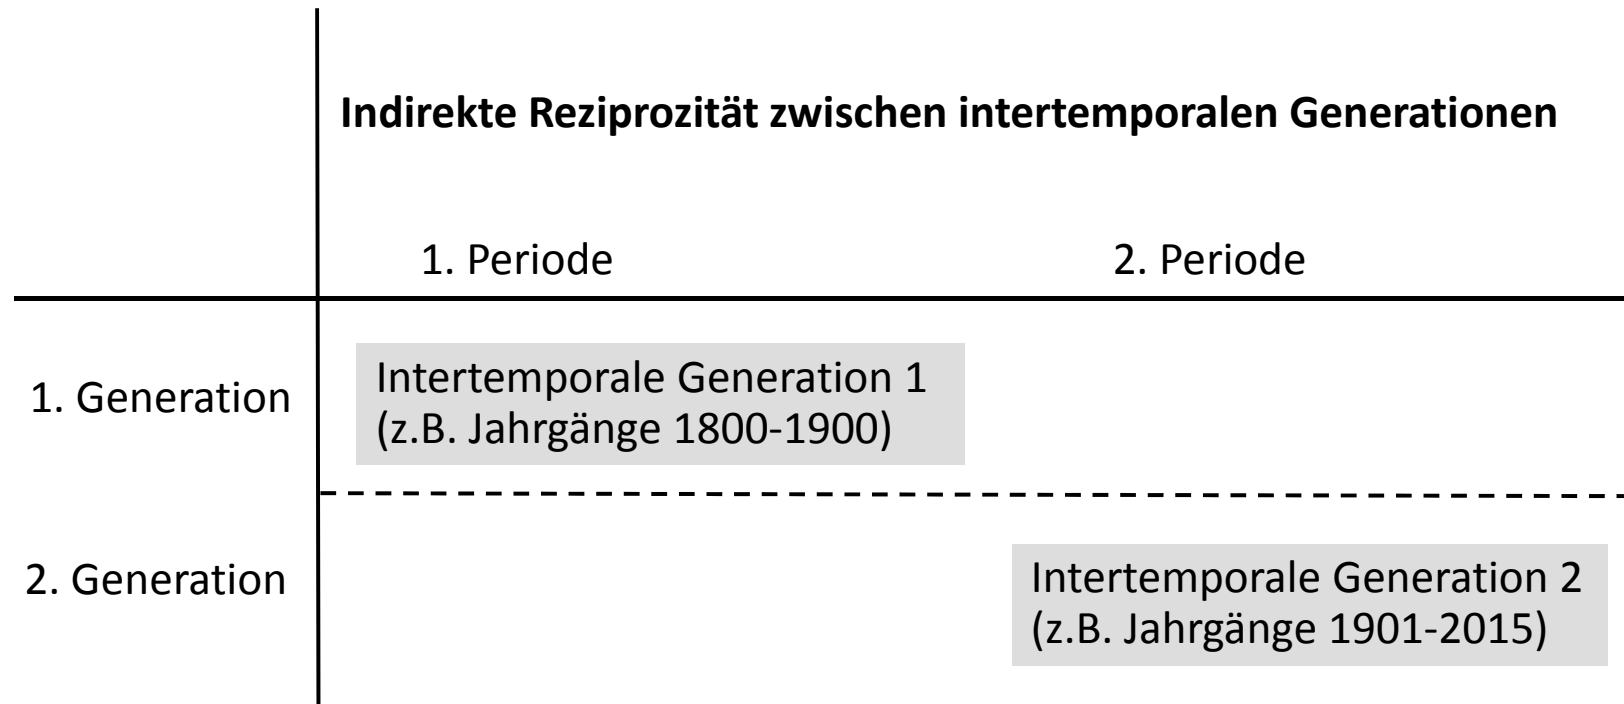 Indirekte Reziprozität zwischen intertemporalen Generationen
1. Periode
2. Periode
1. Generation
Intertemporale Generation 1
(z.B. Jahrgänge 1800-1900)
2. Generation
Intertemporale Generation 2
(z.B. Jahrgänge 1901-2015)